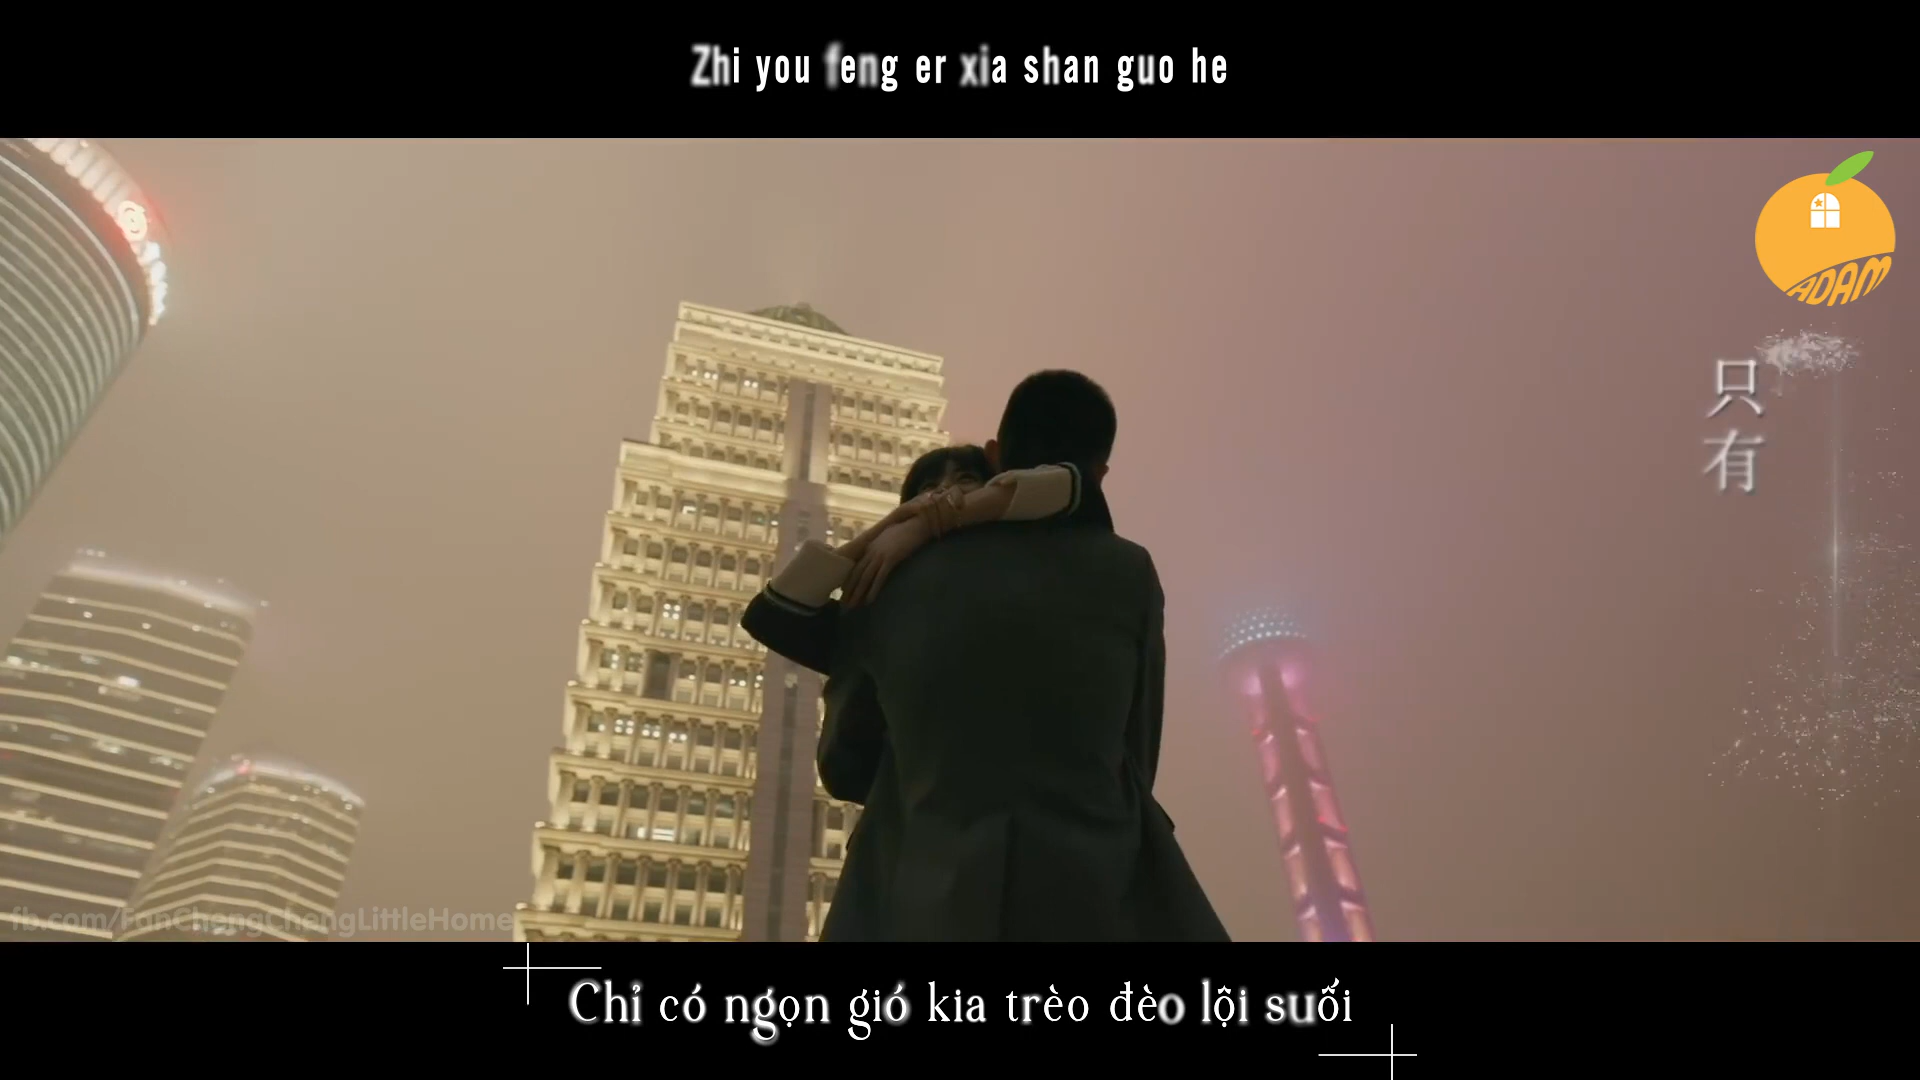 Zhi you feng er xia shan guo he
ADAM
只有
fb.com/FanChengChengLittleHome
Chỉ có ngọn gió kia trèo đèo lội suối